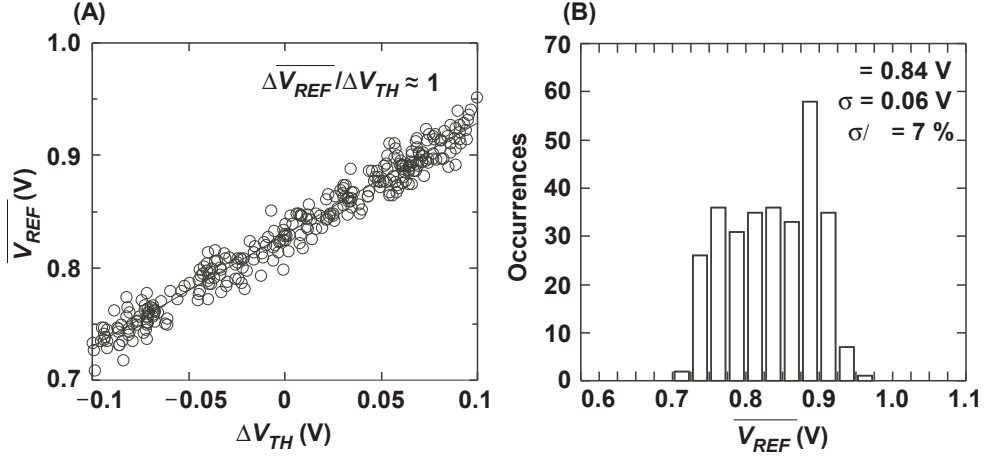 (A)
1.0
0.9
0.8
0.7
V_REF (V)
ΔV_REF/ΔV_TH ≈ 1
−0.1 −0.05 0 0.05 0.1
ΔV_TH (V)
(B)
70
60
50
40
30
20
10
0
Occurrences
= 0.84 V
σ = 0.06 V
σ/ = 7 %
0.6 0.7 0.8 0.9 1.0 1.1
V_REF (V)